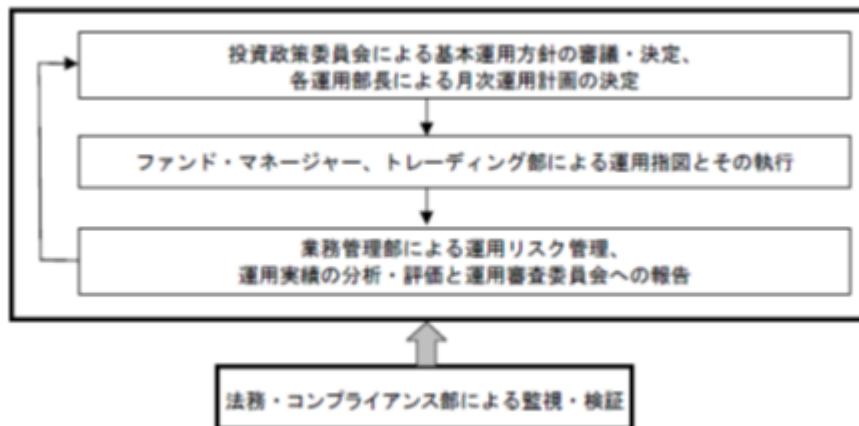 投資政策委員会による基本運用方針の審議・決定、
各運用部長による月次運用計画の決定
ファンド・マネージャー、トレーディング部による運用指図とその執行
業務管理部による運用リスク管理、
運用実績の分析・評価と運用審査委員会への報告
法務・コンプライアンス部による監視・検証